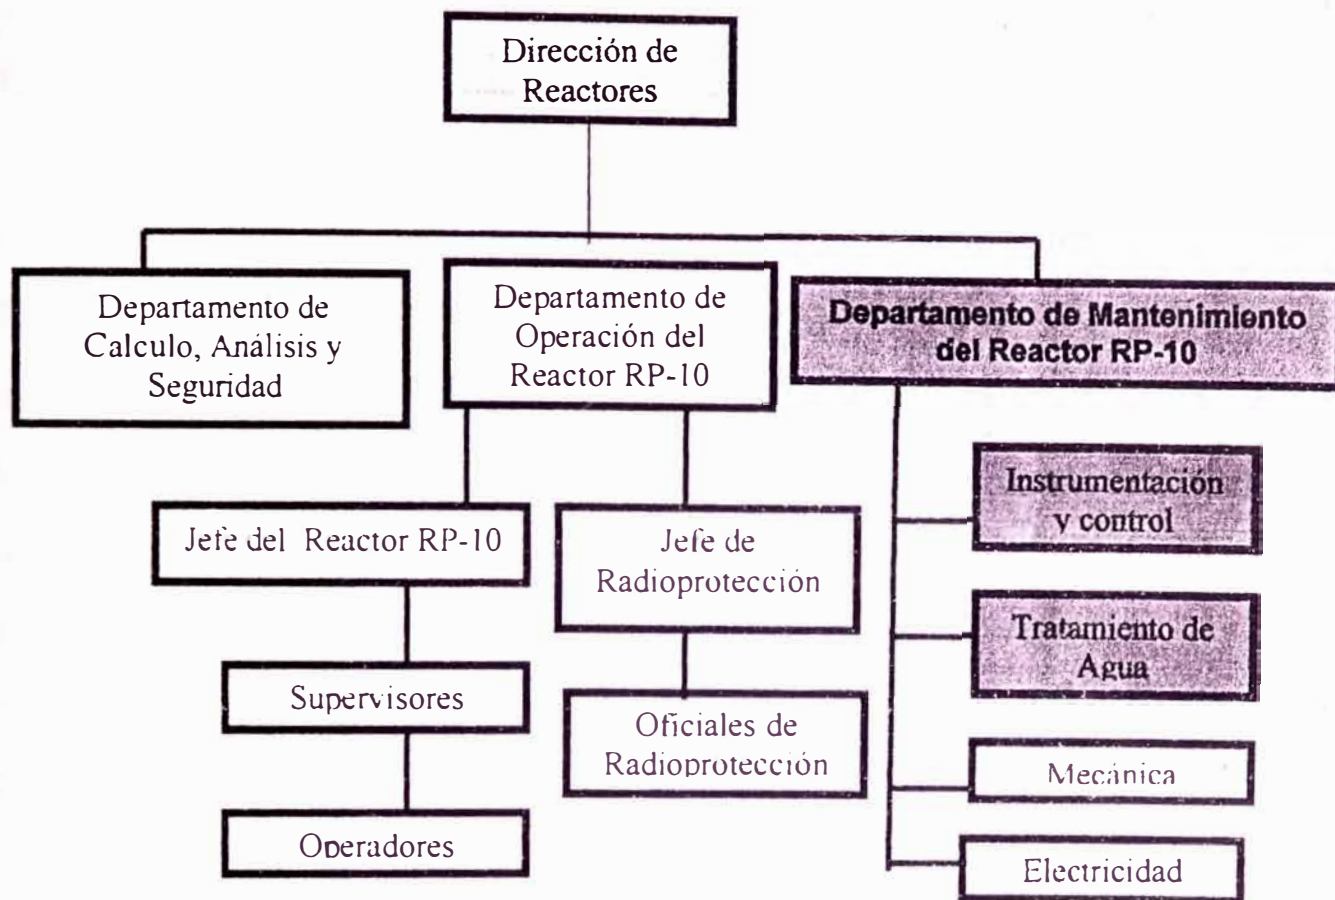 Dirección de
Reactores
Departamento de
Calculo, Análisis y
Seguridad
Departamento de
Operación del
Reactor RP-10
Departamento de Mantenimiento
del Reactor RP-10
Jefe del Reactor RP-10
Supervisores
Operadores
Jefe de
Radioprotección
Oficiales de
Radioprotección
Instrumentación
y control
Tratamiento de
Agua
Mecánica
Electricidad